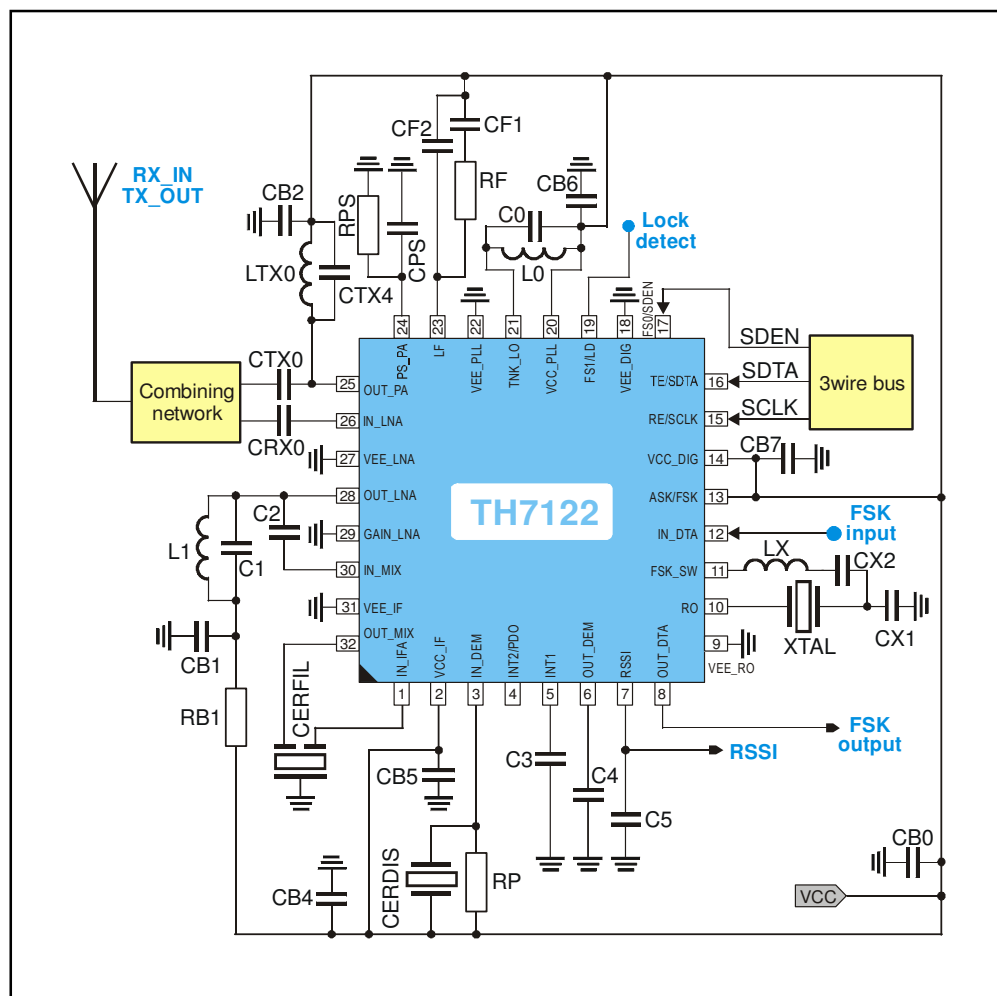 RX_IN
TX_OUT
CB2
LTX0
CTX4
RPS
CPS
CF2
CF1
RF
CB6
C0
L0
Lock
detect
24
23
22
21
20
19
18
17
PS_PA
LF
VEE_PLL
TNK_LO
VCC_PLL
FS1/LD
VEE_DIG
FS0/SDEN
SDEN
SDTA
SCLK
3wire bus
Combining
network
CTX0
CRX0
25
OUT_PA
26
IN_LNA
27
VEE_LNA
28
OUT_LNA
29
GAIN_LNA
30
IN_MIX
31
VEE_IF
32
OUT_MIX
TH7122
TE/SDTA
16
RE/SCLK
15
VCC_DIG
14
ASK/FSK
13
IN_DTA
12
FSK_SW
11
RO
10
9
VEE_RO
CB7
FSK
input
LX
CX2
XTAL
CX1
L1
C1
C2
CB1
RB1
CERFIL
IN_IFA
VCC_IF
IN_DEM
INT2/PDO
INT1
OUT_DEM
RSSI
OUT_DTA
1
2
3
4
5
6
7
8
CB5
C3
C4
C5
RSSI
FSK
output
CB4
CERDIS
RP
CB0
VCC